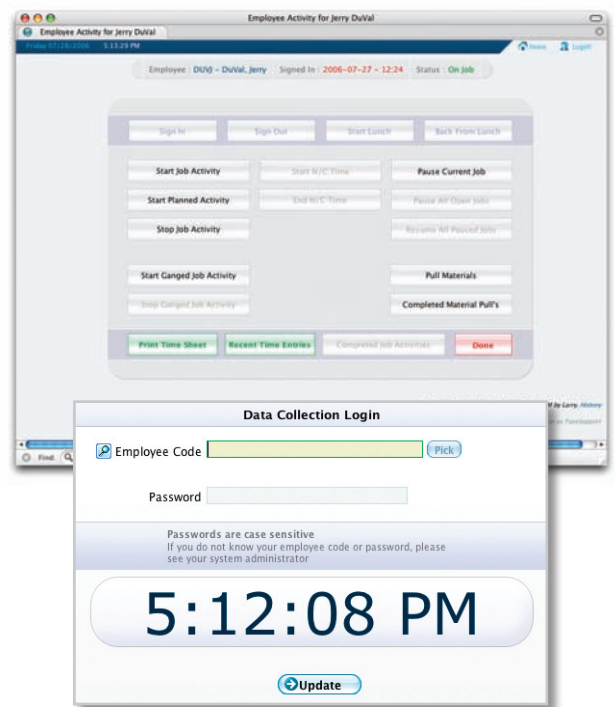 Employee Activity for Jerry DuVal
Employee Activity for Jerry DuVal
Friday 07/28/2006 5:13:29 PM Home Logoff
Employee : DUVJ - DuVal, Jerry Signed In : 2006-07-27 - 12:24 Status : On Job
Sign In Sign Out Start Lunch Back From Lunch
Start Job Activity Start N/C Time Pause Current Job
Start Planned Activity End N/C Time Pause All Open Jobs
Stop Job Activity Resume All Paused Jobs
Start Ganged Job Activity Pull Materials
Stop Ganged Job Activity Completed Material Pull's
Print Time Sheet Recent Time Entries Completed Job Activities Done
by Larry, History
Find:
Data Collection Login
Employee Code Pick
Password
Passwords are case sensitive
If you do not know your employee code or password, please
see your system administrator
5:12:08 PM
Update